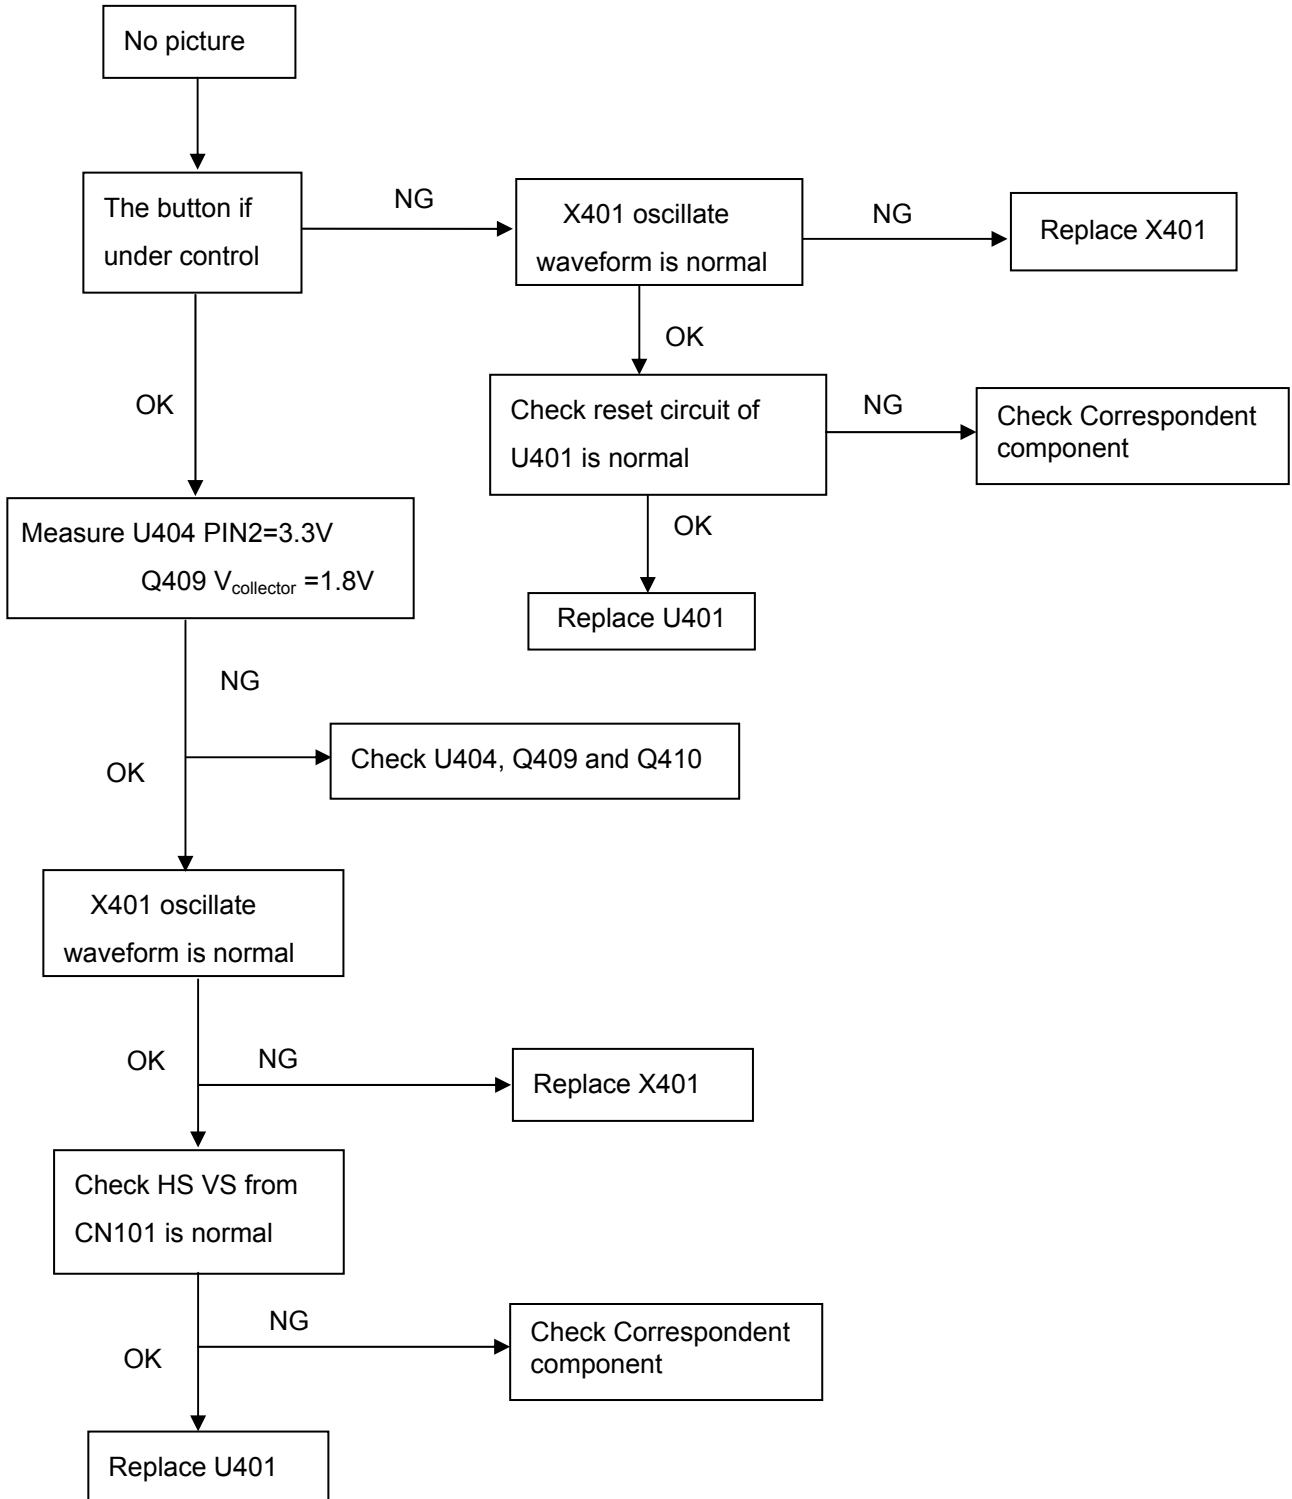 No picture
The button if
under control
NG
X401 oscillate
waveform is normal
NG
Replace X401
OK
OK
Check reset circuit of
U401 is normal
NG
Check Correspondent
component
OK
Replace U401
Measure U404 PIN2=3.3V
Q409 Vcollector =1.8V
NG
OK
Check U404, Q409 and Q410
X401 oscillate
waveform is normal
OK
NG
Replace X401
Check HS VS from
CN101 is normal
NG
OK
Check Correspondent
component
Replace U401